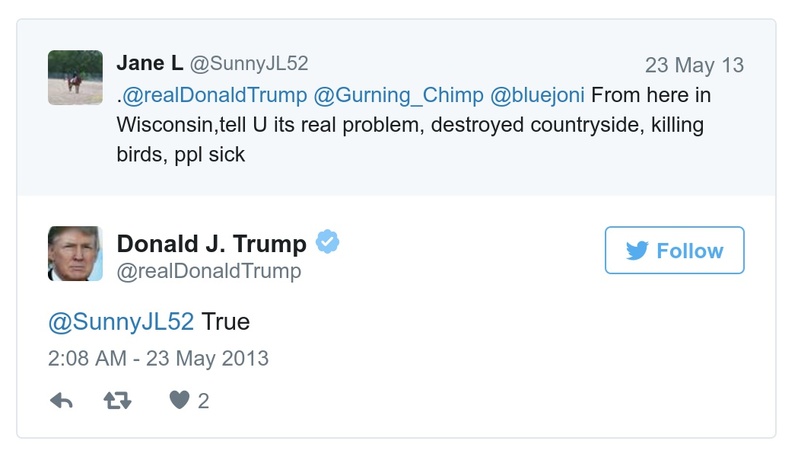 Jane L @SunnyJL52 23 May 13
.@realDonaldTrump @Gurning_Chimp @bluejoni From here in
Wisconsin,tell U its real problem, destroyed countryside, killing
birds, ppl sick
Donald J. Trump
@realDonaldTrump
Follow
@SunnyJL52 True
2:08 AM - 23 May 2013
2